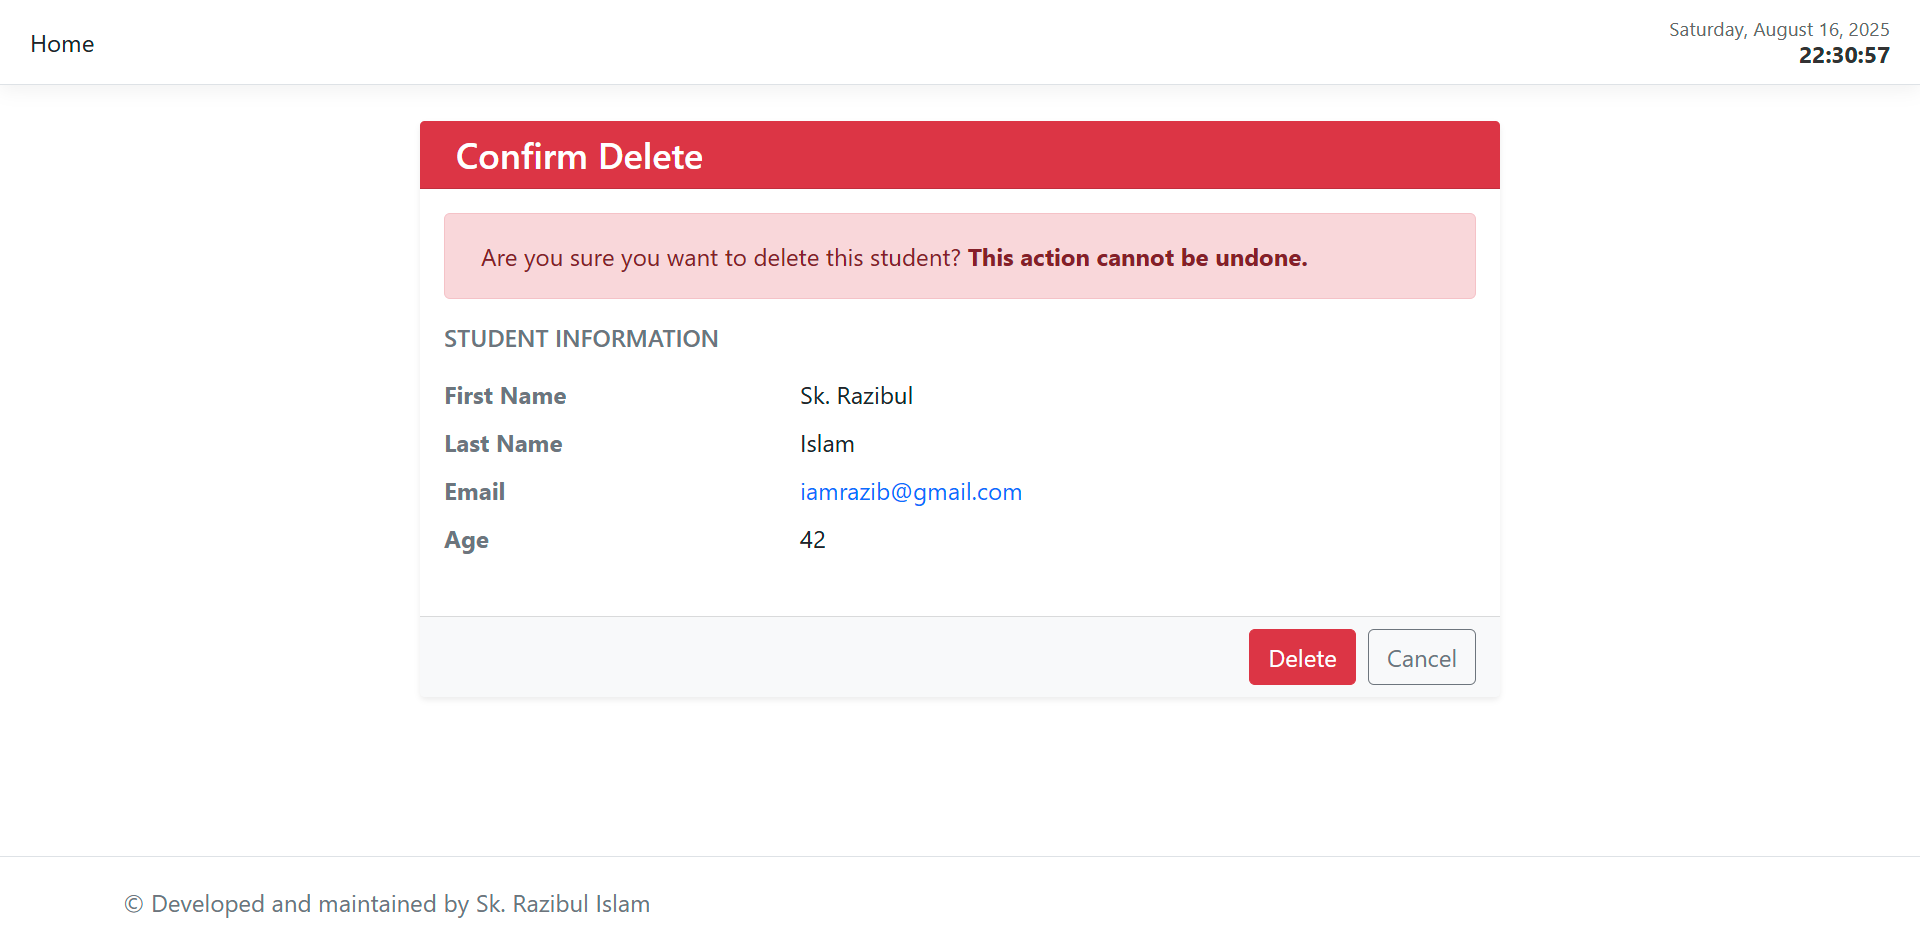 Home
Saturday, August 16, 2025
22:30:57
Confirm Delete
Are you sure you want to delete this student? This action cannot be undone.
STUDENT INFORMATION
First Name Sk. Razibul
Last Name Islam
Email iamrazib@gmail.com
Age 42
Delete Cancel
© Developed and maintained by Sk. Razibul Islam